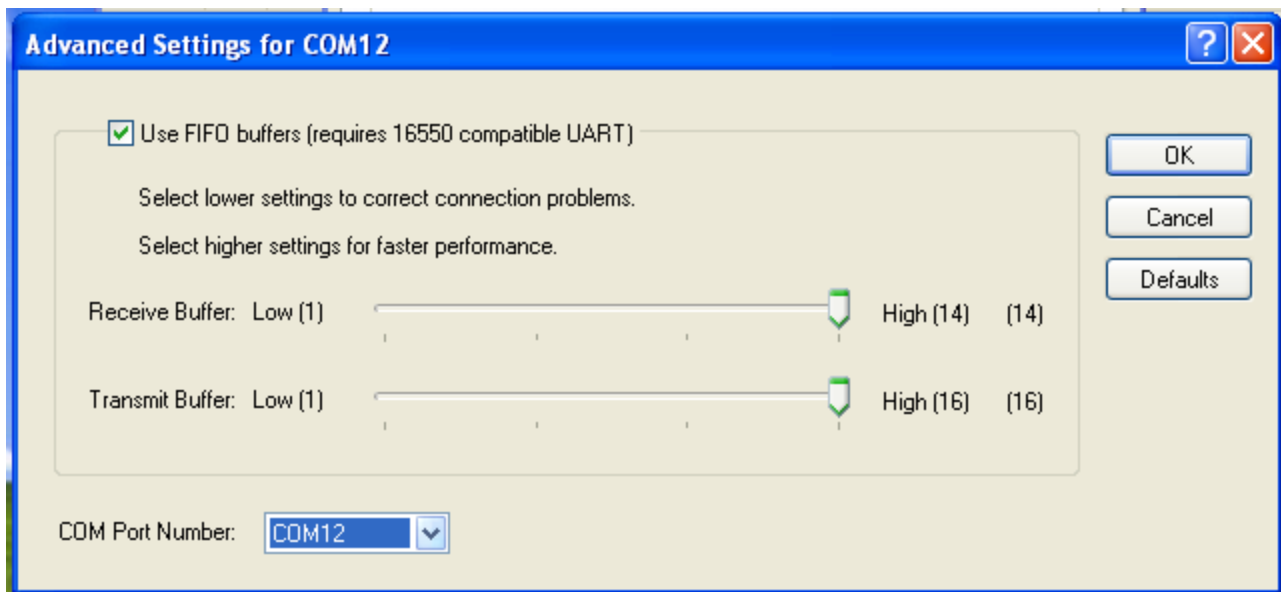 Advanced Settings for COM12
?
Use FIFO buffers (requires 16550 compatible UART)
OK
Select lower settings to correct connection problems.
Cancel
Select higher settings for faster performance.
Defaults
Receive Buffer: Low (1) High (14) (14)
Transmit Buffer: Low (1) High (16) (16)
COM Port Number: COM12